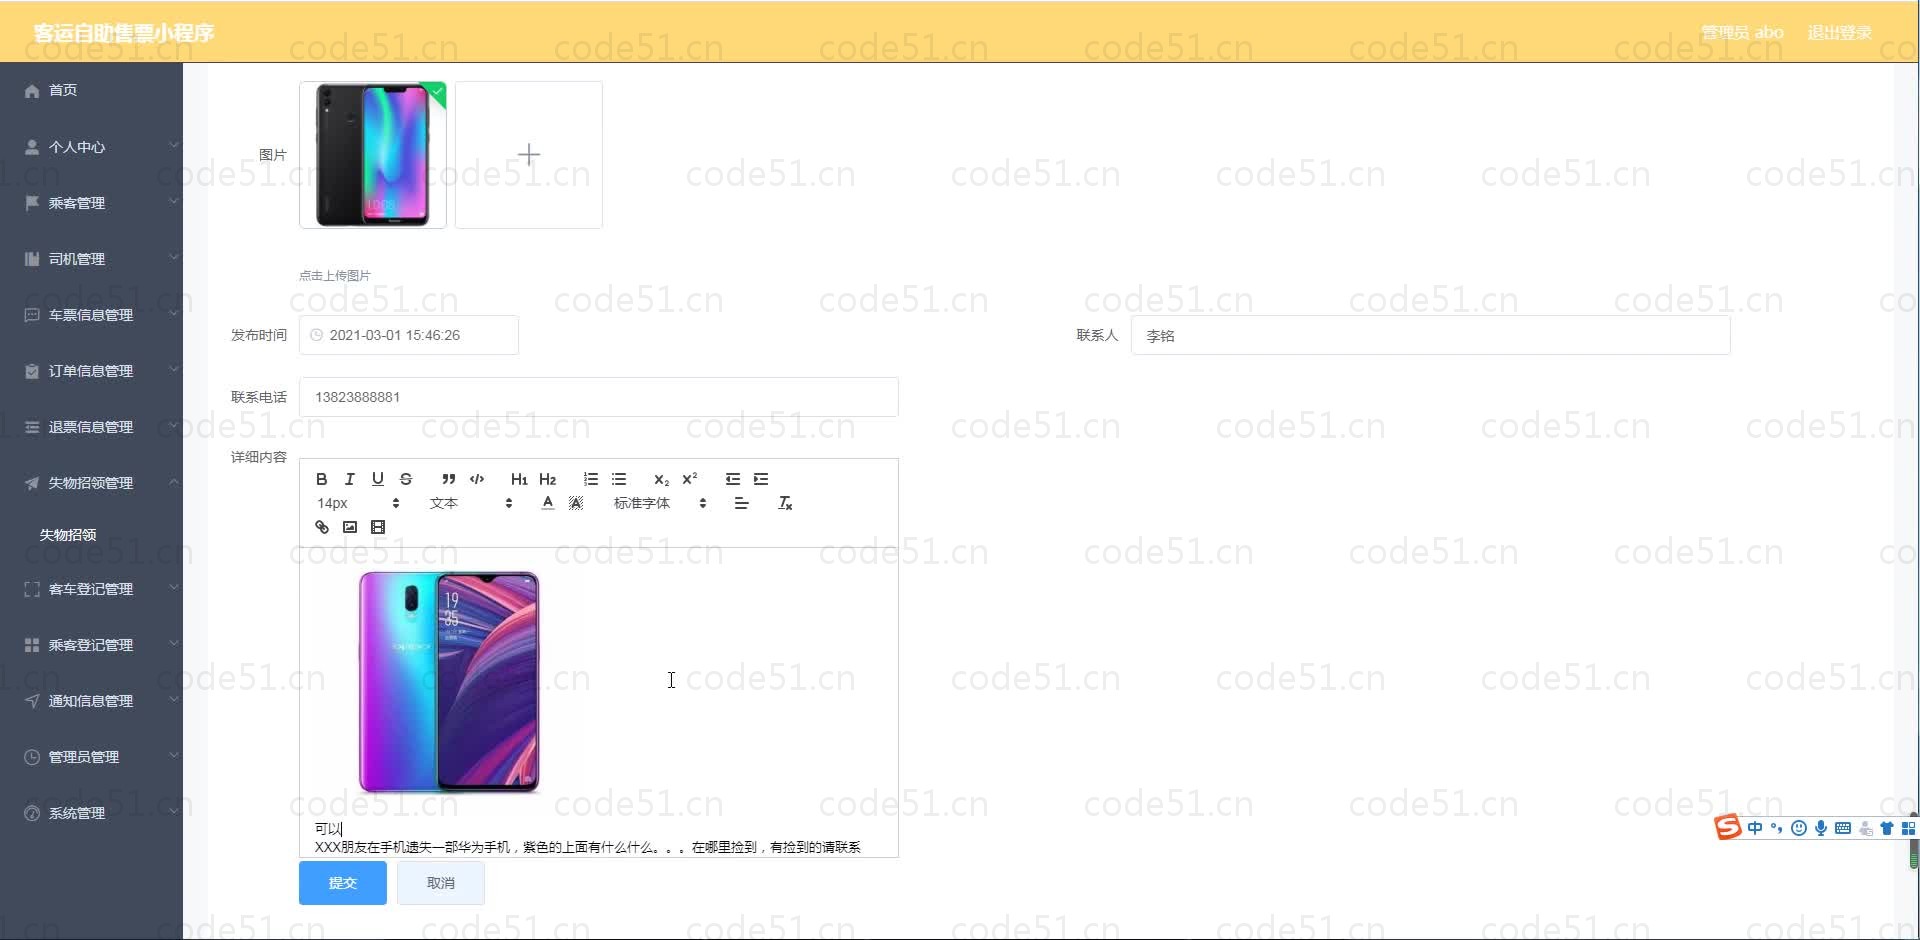 客运自助售票小程序
管理员 abo
退出登录
首页
个人中心
乘客管理
司机管理
车票信息管理
订单信息管理
退票信息管理
失物招领管理
失物招领
客车登记管理
乘客登记管理
通知信息管理
管理员管理
系统管理
图片
点击上传图片
发布时间
2021-03-01 15:46:26
联系人
李铭
联系电话
13823888881
详细内容
B I U S H1 H2 X2 X2
14px 文本 A A 标准字体 Tx
19
35
可以
XXX朋友在手机遗失一部华为手机，紫色的上面有什么什么。。。在哪里捡到，有捡到的请联系
提交
取消
中
code51.cn